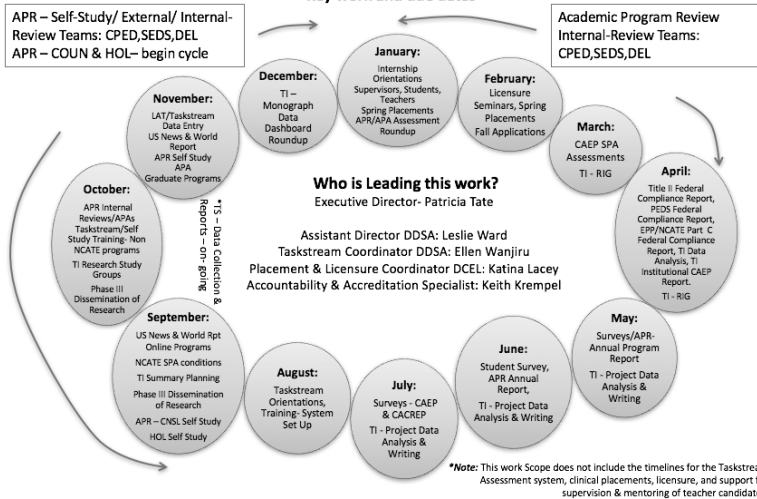 APR – Self-Study/ External/ Internal-
Review Teams: CPED,SEDS,DEL
APR – COUN & HOL– begin cycle
Academic Program Review
Internal-Review Teams:
CPED,SEDS,DEL
January:
Internship
Orientations
Supervisors, Students,
Teachers
Spring Placements
APR/APA Assessment
Roundup
February:
Licensure
Seminars, Spring
Placements
Fall Applications
March:
CAEP SPA
Assessments
TI - RIG
April:
Title II Federal
Compliance Report,
PEDS Federal
Compliance Report,
EPP/NCATE Part C
Federal Compliance
Report, TI Data
Analysis, TI
Institutional CAEP
Report.
TI - RIG
May:
Surveys/APR-
Annual Program
Report
TI - Project Data
Analysis &
Writing
June:
Student Survey,
APR Annual
Report,
TI - Project Data
Analysis & Writing
July:
Surveys - CAEP
& CACREP
TI - Project Data
Analysis &
Writing
August:
Taskstream
Orientations,
Training- System
Set Up
September:
US News & World Rpt
Online Programs
NCATE SPA conditions
TI Summary Planning
Phase III Dissemination
of Research
APR – CNSL Self Study
HOL Self Study
October:
APR Internal
Reviews/APAs
Taskstream/Self
Study Training- Non
NCATE programs
TI Research Study
Groups
Phase III
Dissemination of
Research
November:
LAT/Taskstream
Data Entry
US News & World
Report
APR Self Study
APA
Graduate Programs
December:
TI –
Monograph
Data
Dashboard
Roundup
*TS – Data Collection &
Reports – on- going
Who is Leading this work?
Executive Director- Patricia Tate
Assistant Director DDSA: Leslie Ward
Taskstream Coordinator DDSA: Ellen Wanjiru
Placement & Licensure Coordinator DCEL: Katina Lacey
Accountability & Accreditation Specialist: Keith Krempel
*Note: This work Scope does not include the timelines for the Taskstrea
Assessment system, clinical placements, licensure, and support f
supervision & mentoring of teacher candidat